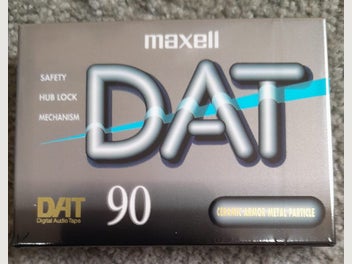 maxell
SAFETY
HUB LOCK
MECHANISM
DAT
DAT
Digital Audio Tape
90
CERAMIC ARMOR METAL PARTICLE